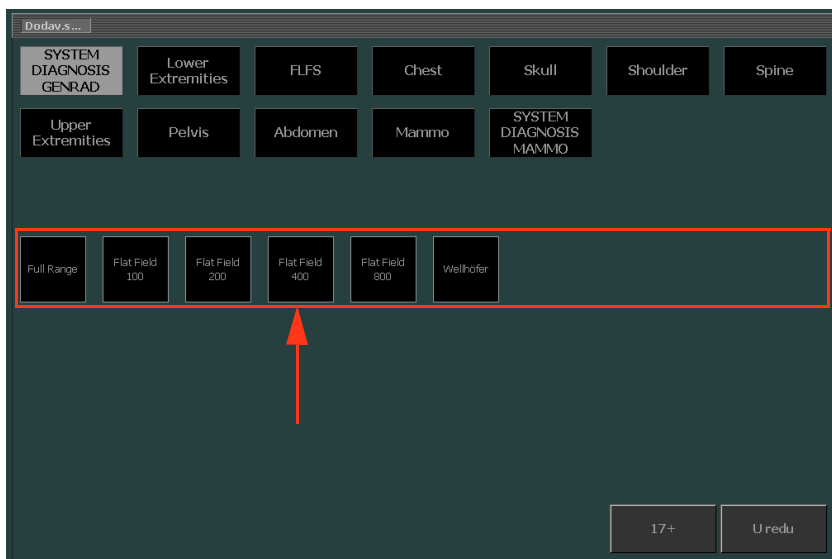 Dodav.s...
SYSTEM
DIAGNOSIS
GENRAD
Lower
Extremities
FLFS
Chest
Skull
Shoulder
Spine
Upper
Extremities
Pelvis
Abdomen
Mammo
SYSTEM
DIAGNOSIS
MAMMO
Full Range
Flat Field
100
Flat Field
200
Flat Field
400
Flat Field
800
Wellhöfer
17+
U redu